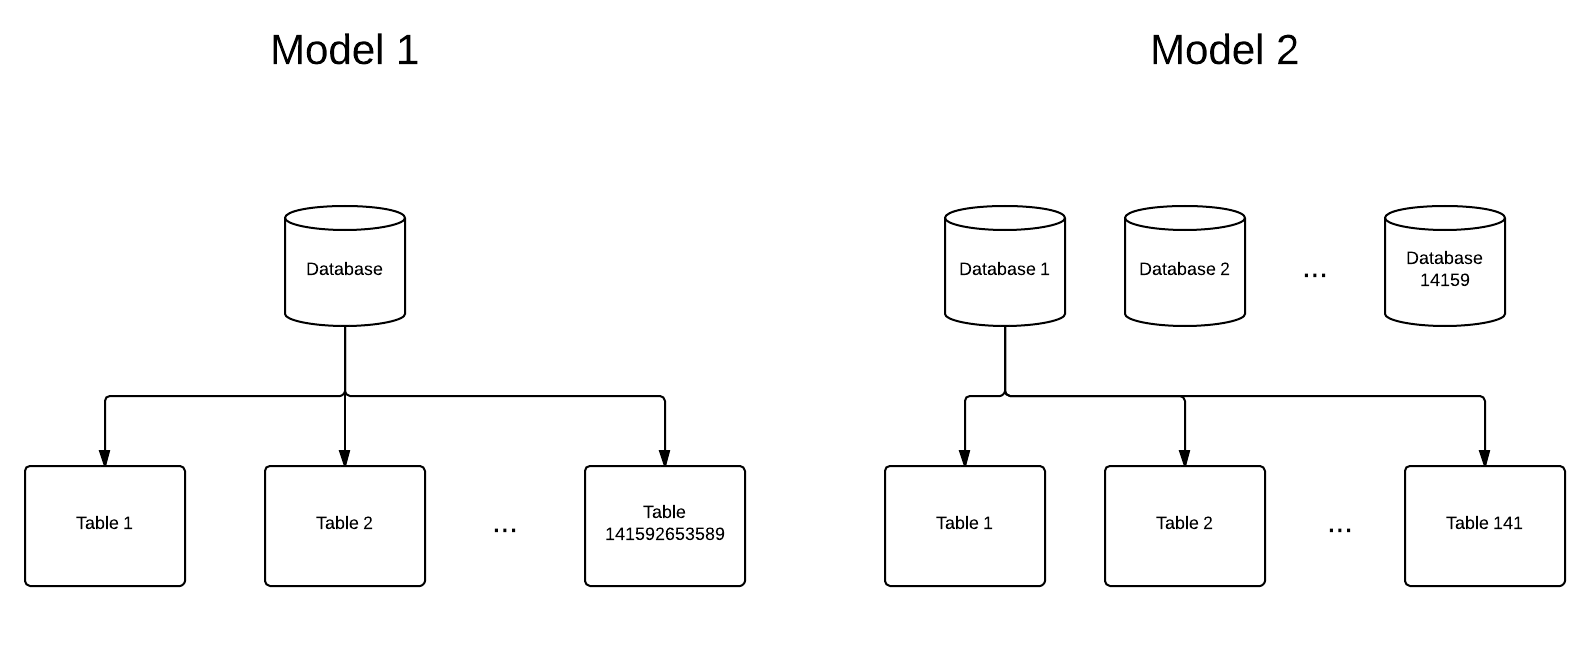 Model 1
Model 2
Database
Database 1
Database 2
...
Database
14159
Table 1
Table 2
...
Table
141592653589
Table 1
Table 2
...
Table 141